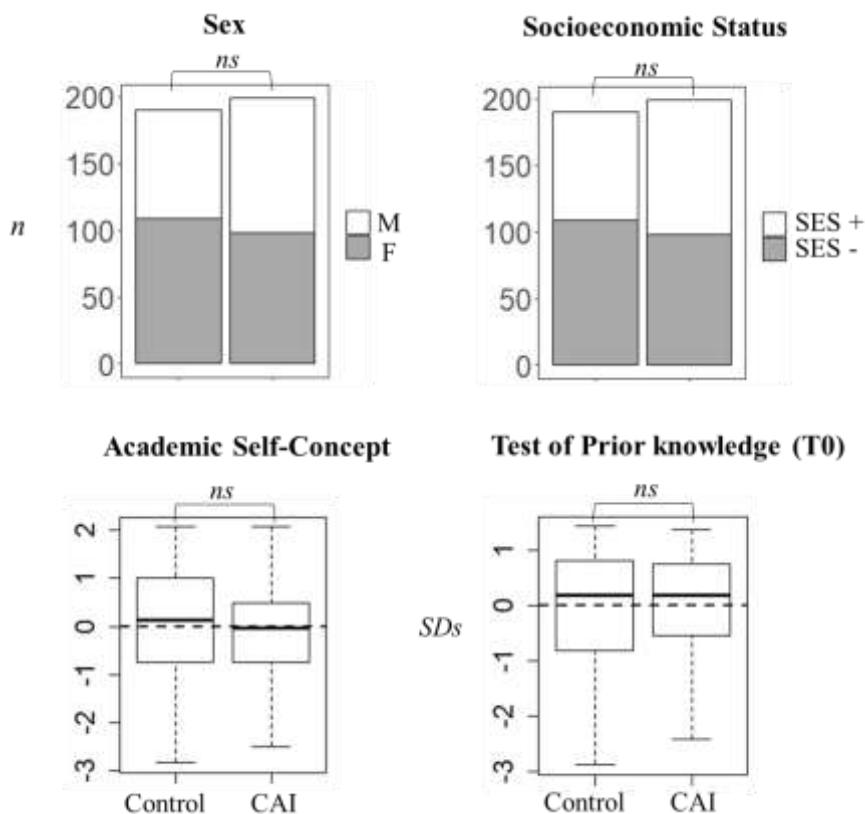 Sex
ns
200
150
100
50
0
n
M
F
Socioeconomic Status
ns
200
150
100
50
0
SES +
SES -
Academic Self-Concept
ns
2
1
0
-1
-2
-3
Control CAI
Test of Prior knowledge (T0)
ns
SDs
1
0
-1
-2
-3
Control CAI